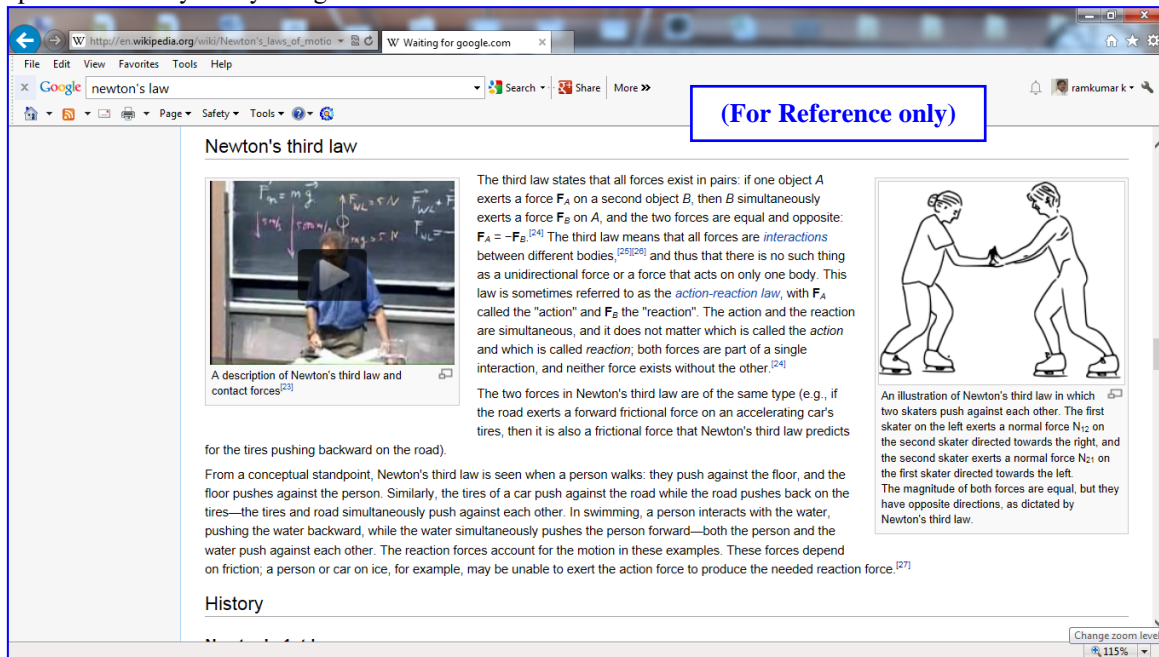 W http://en.wikipedia.org/wiki/Newton's_laws_of_motio
W Waiting for google.com ×
File Edit View Favorites Tools Help
× Google newton's law Search Share More »
ramkumar k
Page Safety Tools
(For Reference only)
Newton's third law
A description of Newton's third law and
contact forces[23]
The third law states that all forces exist in pairs: if one object A
exerts a force FA on a second object B, then B simultaneously
exerts a force FB on A, and the two forces are equal and opposite:
FA = −FB.[24] The third law means that all forces are interactions
between different bodies,[25][26] and thus that there is no such thing
as a unidirectional force or a force that acts on only one body. This
law is sometimes referred to as the action-reaction law, with FA
called the "action" and FB the "reaction". The action and the reaction
are simultaneous, and it does not matter which is called the action
and which is called reaction; both forces are part of a single
interaction, and neither force exists without the other.[24]
The two forces in Newton's third law are of the same type (e.g., if
the road exerts a forward frictional force on an accelerating car's
tires, then it is also a frictional force that Newton's third law predicts
for the tires pushing backward on the road).
An illustration of Newton's third law in which
two skaters push against each other. The first
skater on the left exerts a normal force N12 on
the second skater directed towards the right, and
the second skater exerts a normal force N21 on
the first skater directed towards the left.
The magnitude of both forces are equal, but they
have opposite directions, as dictated by
Newton's third law.
From a conceptual standpoint, Newton's third law is seen when a person walks: they push against the floor, and the
floor pushes against the person. Similarly, the tires of a car push against the road while the road pushes back on the
tires—the tires and road simultaneously push against each other. In swimming, a person interacts with the water,
pushing the water backward, while the water simultaneously pushes the person forward—both the person and the
water push against each other. The reaction forces account for the motion in these examples. These forces depend
on friction; a person or car on ice, for example, may be unable to exert the action force to produce the needed reaction force.[27]
History
Change zoom level
115%